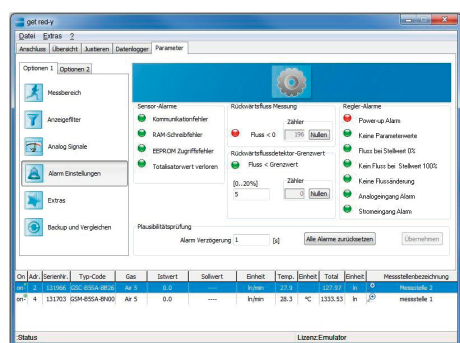 get red-y
Datei Extras ?
Anschluss Übersicht Justieren Datenlogger Parameter
Optionen 1 Optionen 2
Messbereich
Anzeigefilter
Analog Signale
Alarm Einstellungen
Extras
Backup und Vergleichen
Sensor-Alarme
Kommunikationfehler
RAM-Schreibfehler
EEPROM Zugriffsfehler
Totalisatorwert verloren
Rückwärtsfluss Messung
Zähler
Fluss < 0 196 Nullen
Rückwärtsflussdetektor-Grenzwert
Fluss < Grenzwert
[0..20%] Zähler
5 0 Nullen
Regler-Alarme
Power-up Alarm
Keine Parameterwerte
Fluss bei Stellwert 0%
Kein Fluss bei Stellwert 100%
Keine Flussänderung
Analogeingang Alarm
Stromeingang Alarm
Plausibilitätsprüfung
Alarm Verzögerung 1 [s] Alle Alarme zurücksetzen Übernehmen
On Adr. SerienNr. Typ-Code Gas Istwert Sollwert Einheit Temp. Einheit Total Einheit Messstellenbezeichnung
on 2 131966 GSC-B5SA-BB26 Air 5 0.0 ---- ln/min 27.9 127.97 ln Messstelle 2
on 4 131703 GSM-B5SA-BN00 Air 5 0.0 ---- ln/min 28.3 °C 1333.53 ln messstelle 1
:Status Lizenz:Emulator